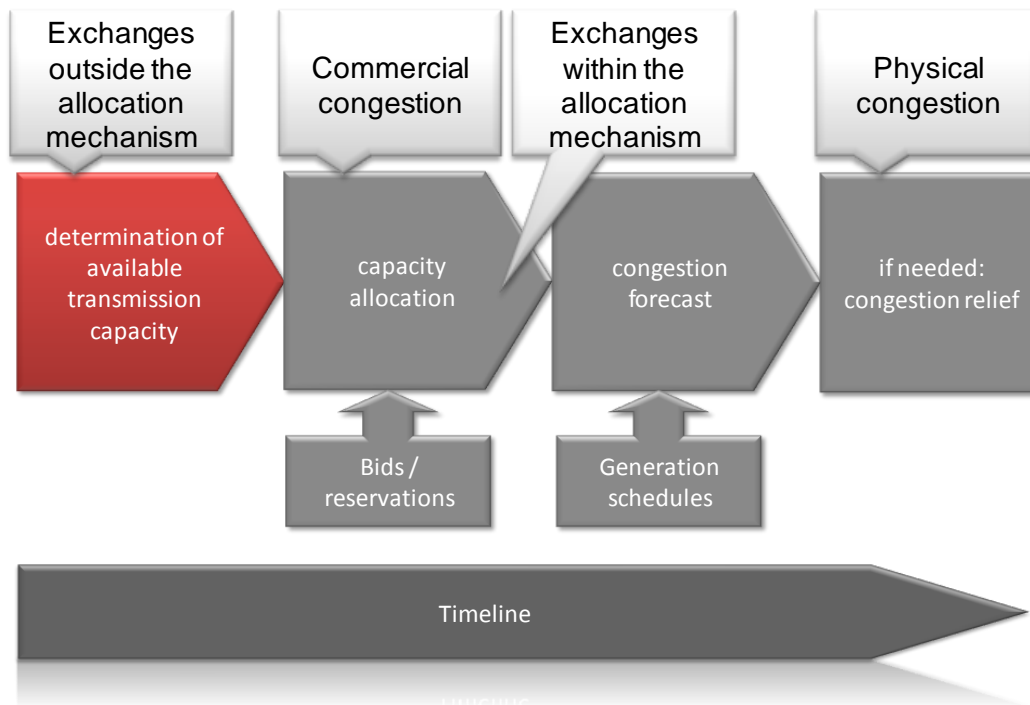 Exchanges
outside the
allocation
mechanism
Commercial
congestion
Exchanges
within the
allocation
mechanism
Physical
congestion
determination of
available
transmission
capacity
capacity
allocation
congestion
forecast
if needed:
congestion relief
Bids /
reservations
Generation
schedules
Timeline